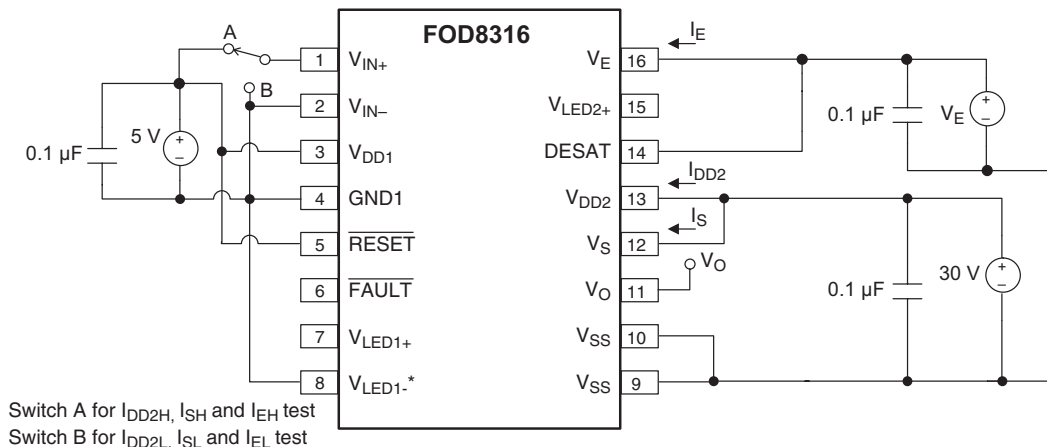 FOD8316
A
B
1 V_IN+
2 V_IN–
3 V_DD1
4 GND1
5 RESET
6 FAULT
7 V_LED1+
8 V_LED1-*
5 V
+
–
0.1 µF
V_E 16
V_LED2+ 15
DESAT 14
V_DD2 13
V_S 12
V_O 11
V_SS 10
V_SS 9
I_E
I_DD2
I_S
V_O
0.1 µF
V_E
+
–
0.1 µF
30 V
+
–
Switch A for I_DD2H, I_SH and I_EH test
Switch B for I_DD2L, I_SL and I_EL test